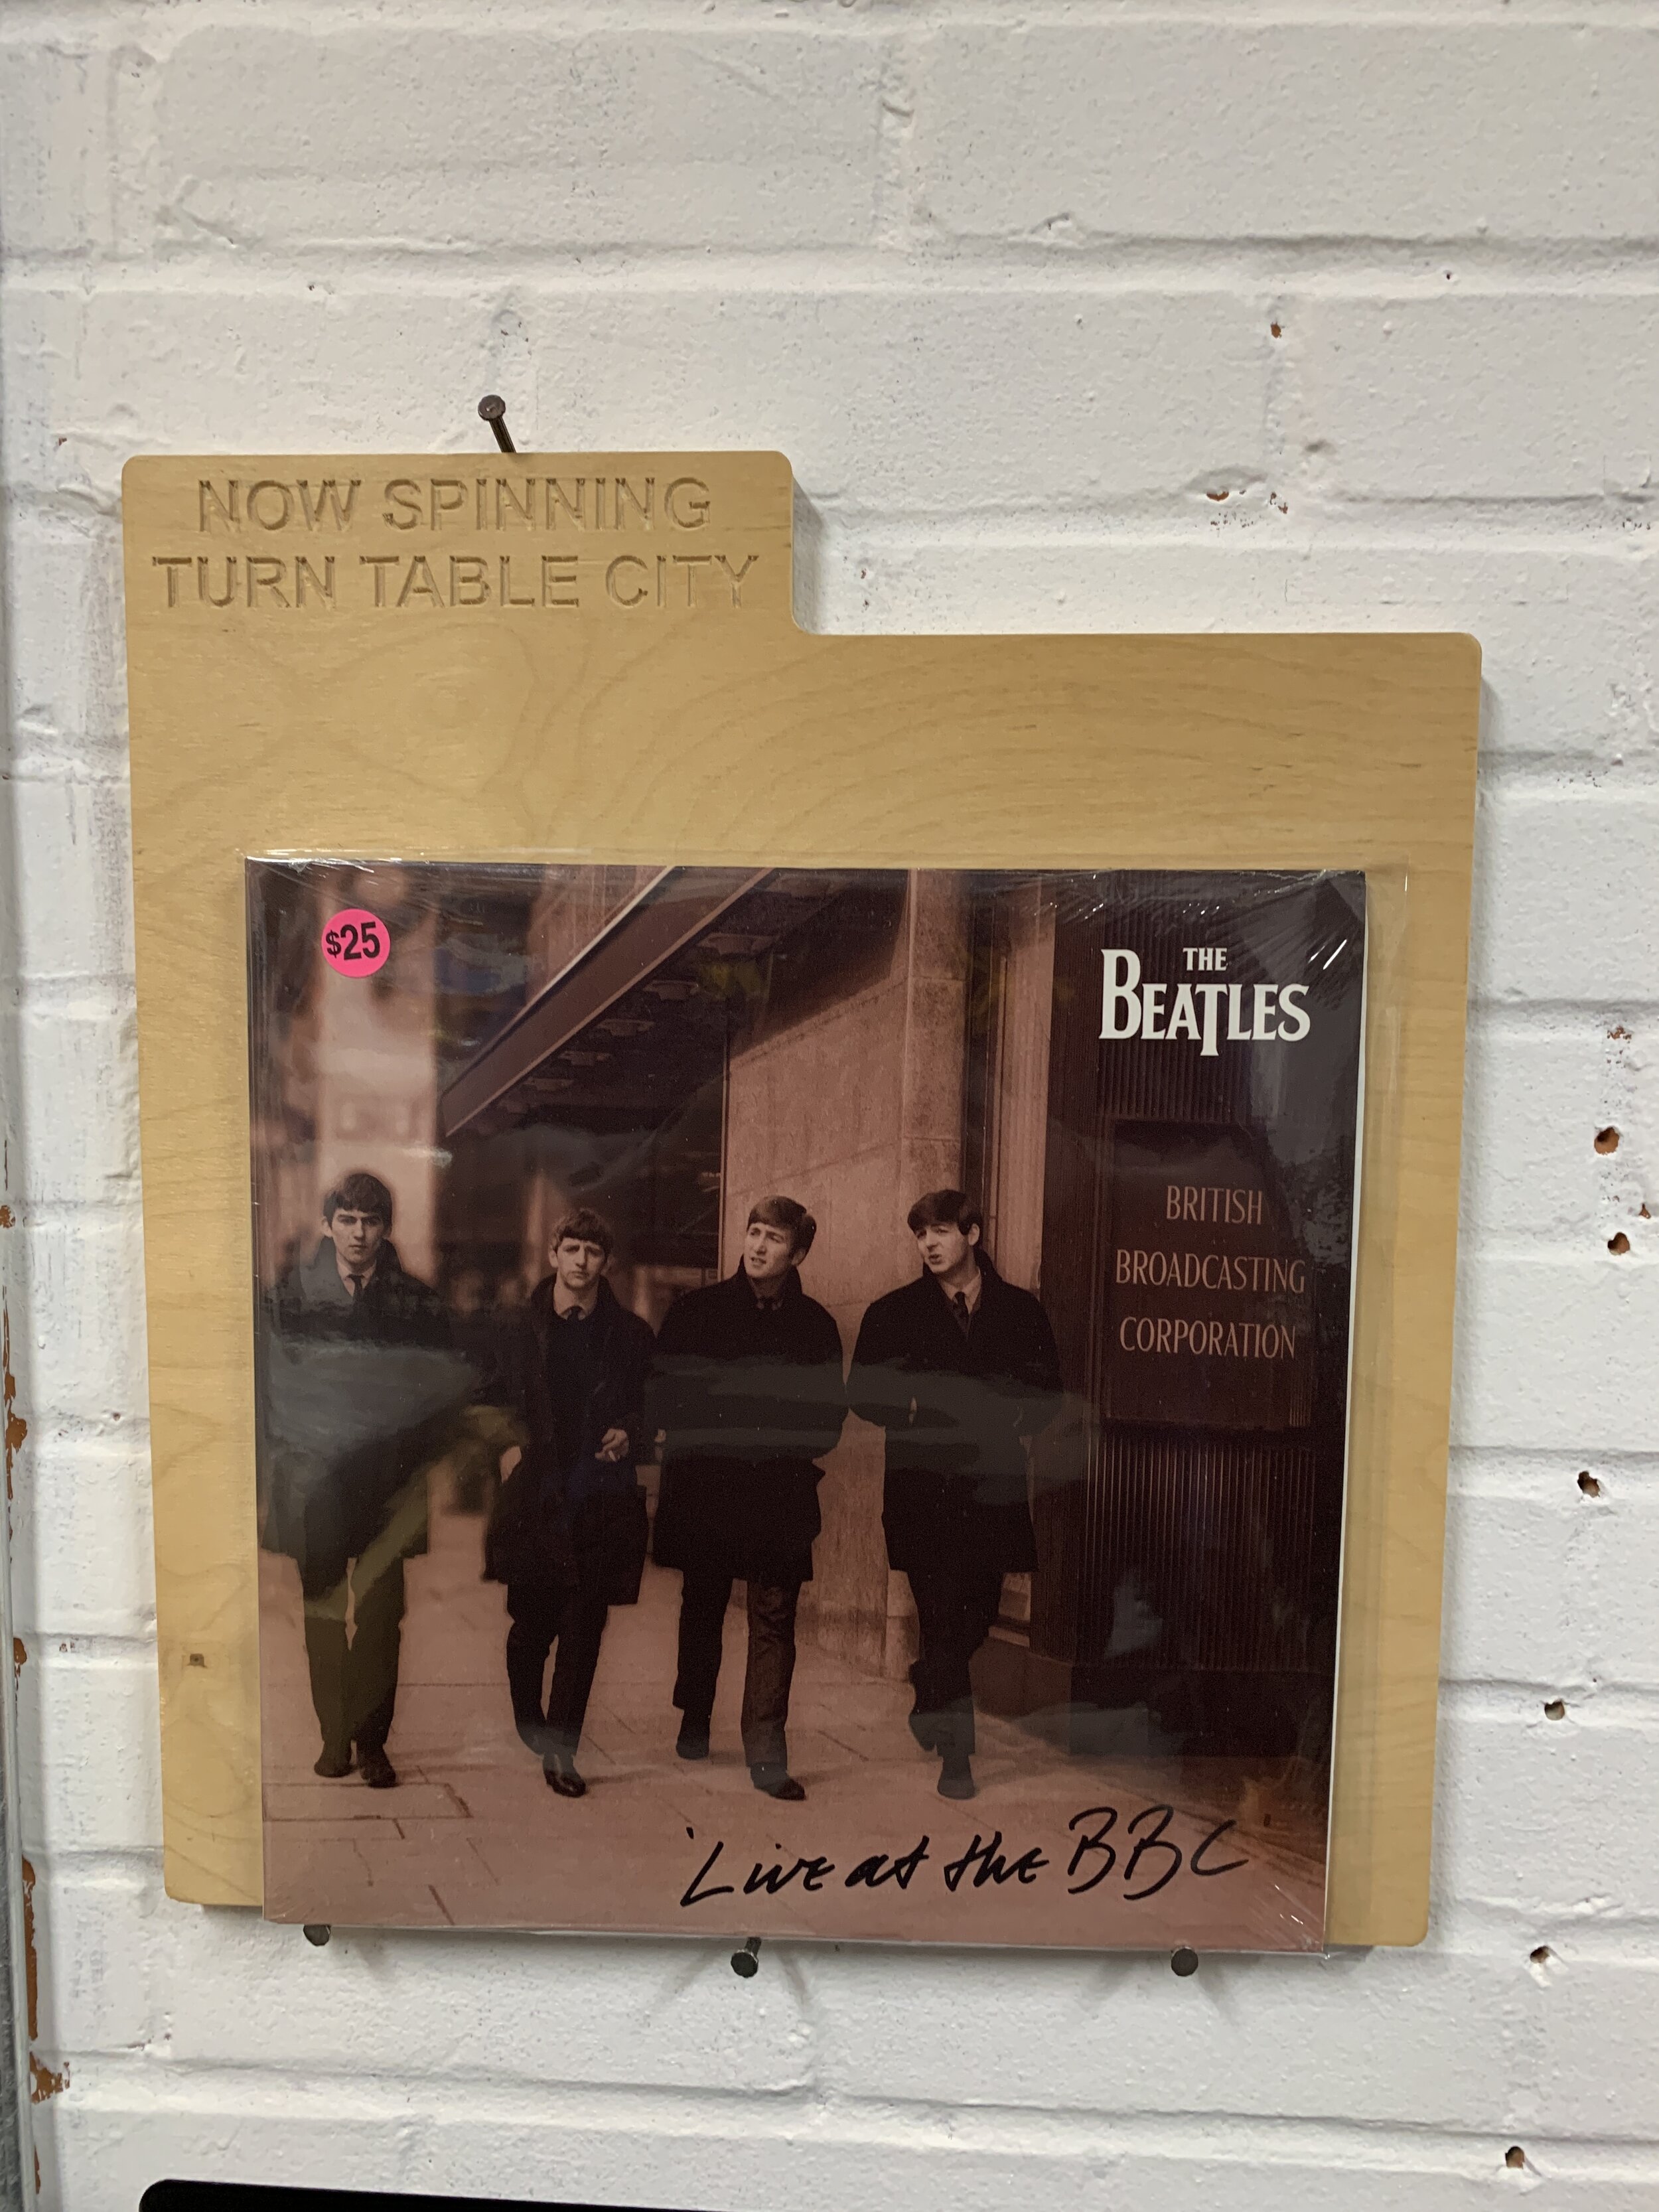 NOW SPINNING
TURN TABLE CITY
$25
THE
BEATLES
BRITISH
BROADCASTING
CORPORATION
'Live at the BBC